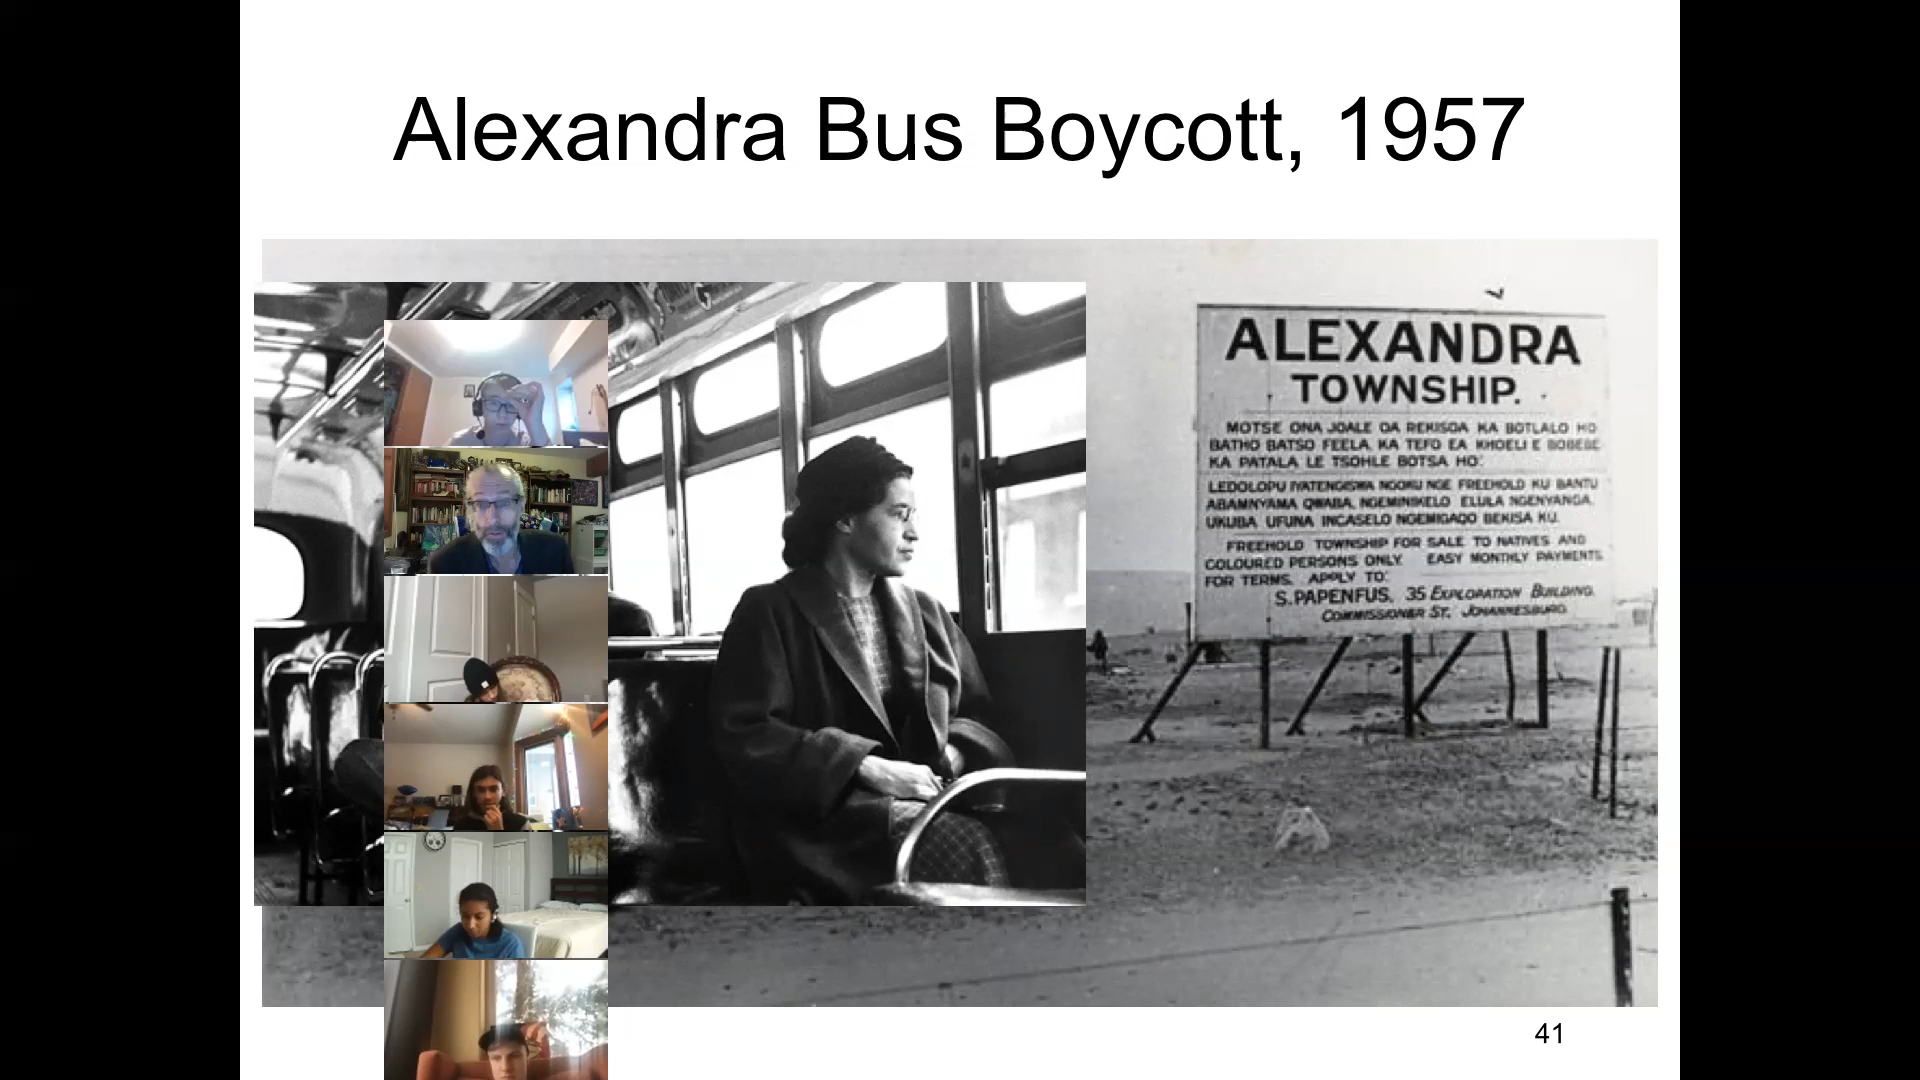 Alexandra Bus Boycott, 1957
ALEXANDRA
TOWNSHIP.
MOTSE ONA JOALE OA REKISOA KA BOTLALO HO
BATHO BATSO FEELA. KA TEFO EA KHOELI E BOBEBE
KA PATALA LE TSOHLE BOTSA HO:
LEDOLOPU IYATENGISWA NGOKU NGE FREEHOLD KU BANTU
ABAMNYAMA QWABA, NGEMINIKELO ELULA NGENYANGA.
UKUBA UFUNA INCASELO NGEMIGAQO BEKISA KU.
FREEHOLD TOWNSHIP FOR SALE TO NATIVES AND
COLOURED PERSONS ONLY. EASY MONTHLY PAYMENTS.
FOR TERMS, APPLY TO:
S. PAPENFUS, 35 EXPLORATION BUILDING.
COMMISSIONER ST. JOHANNESBURG.
41